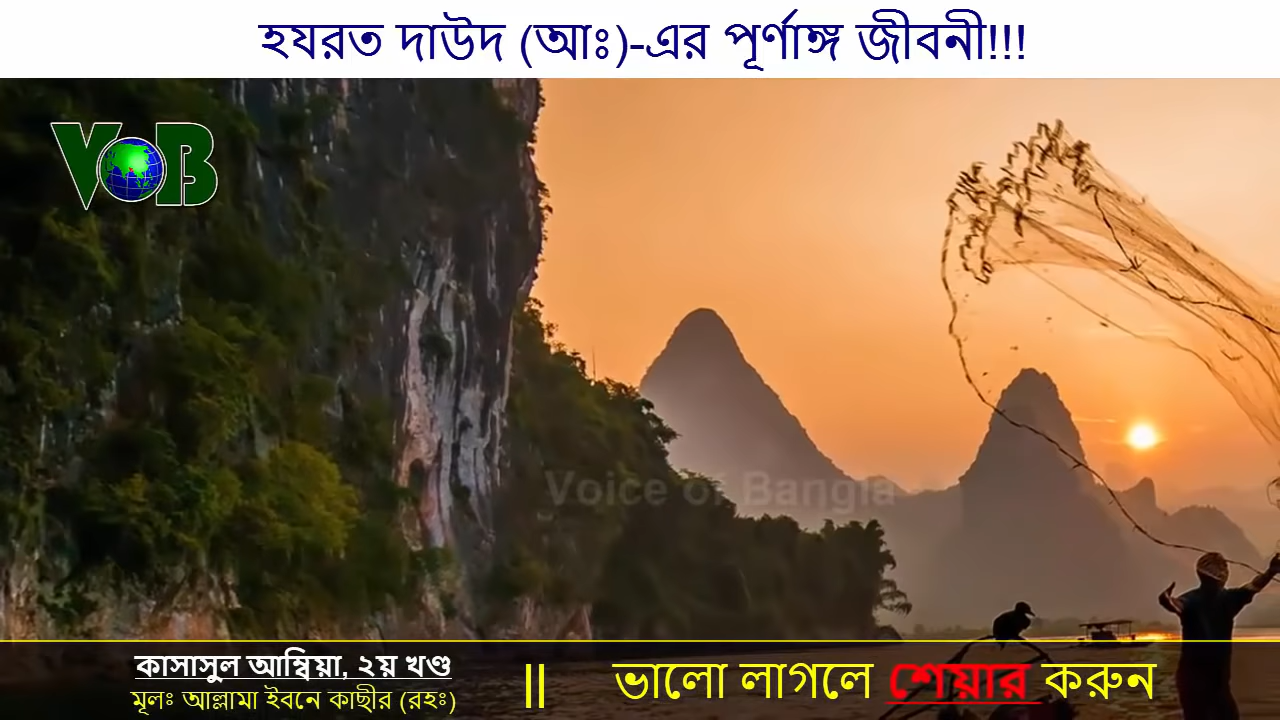 হযরত দাউদ (আঃ)-এর পূর্ণাঙ্গ জীবনী!!!
VOB
Voice of Bangla
কাসাসুল আম্বিয়া, ২য় খণ্ড
মূলঃ আল্লামা ইবনে কাছীর (রহঃ)
|| ভালো লাগলে শেয়ার করুন